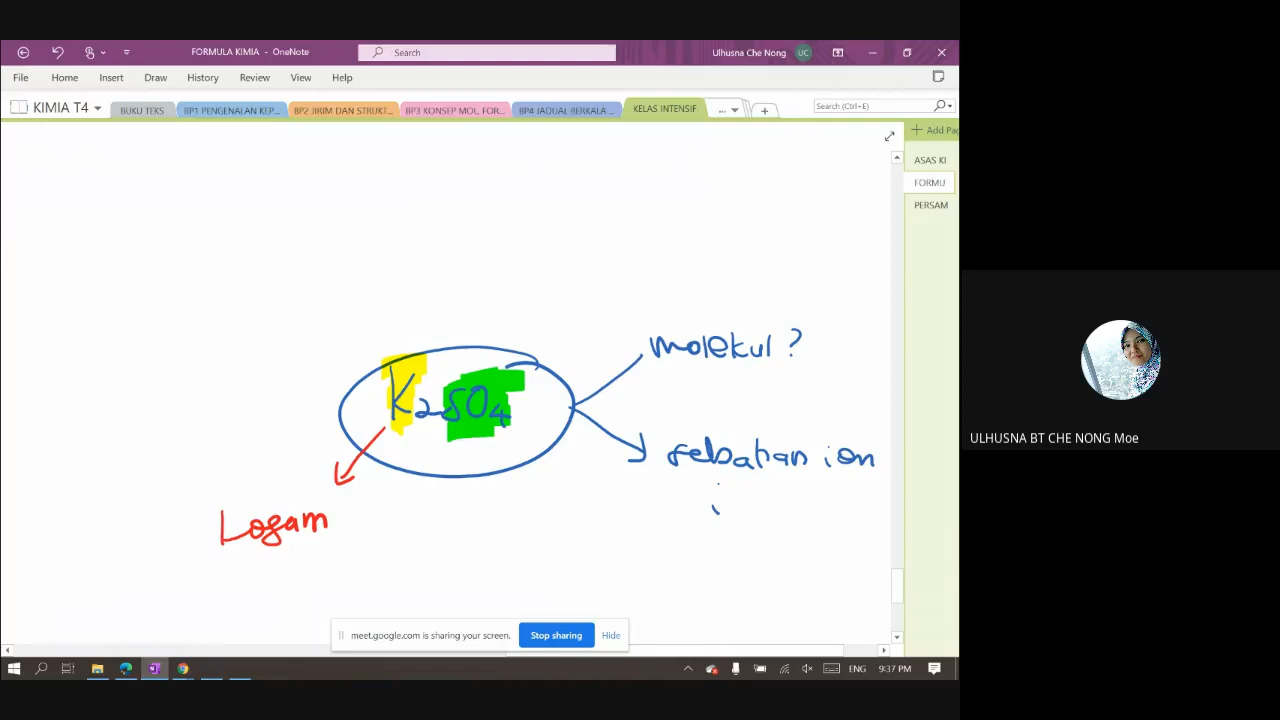 FORMULA KIMIA - OneNote
Search
Ulhusna Che Nong
UC
File Home Insert Draw History Review View Help
KIMIA T4
BUKU TEKS
BP1 PENGENALAN KEP...
BP2 JIRIM DAN STRUKT...
BP3 KONSEP MOL, FOR...
BP4 JADUAL BERKALA ...
KELAS INTENSIF
...
Search (Ctrl+E)
Add Pag
ASAS KI
FORMU
PERSAM
molekul ?
K2SO4
sebatian ion
Logam
meet.google.com is sharing your screen.
Stop sharing
Hide
ENG
9:37 PM
ULHUSNA BT CHE NONG Moe